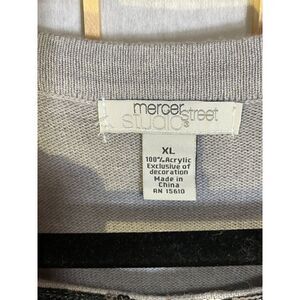 mercer
studio street
XL
100% Acrylic
Exclusive of
decoration
Made in
China
RN 15610